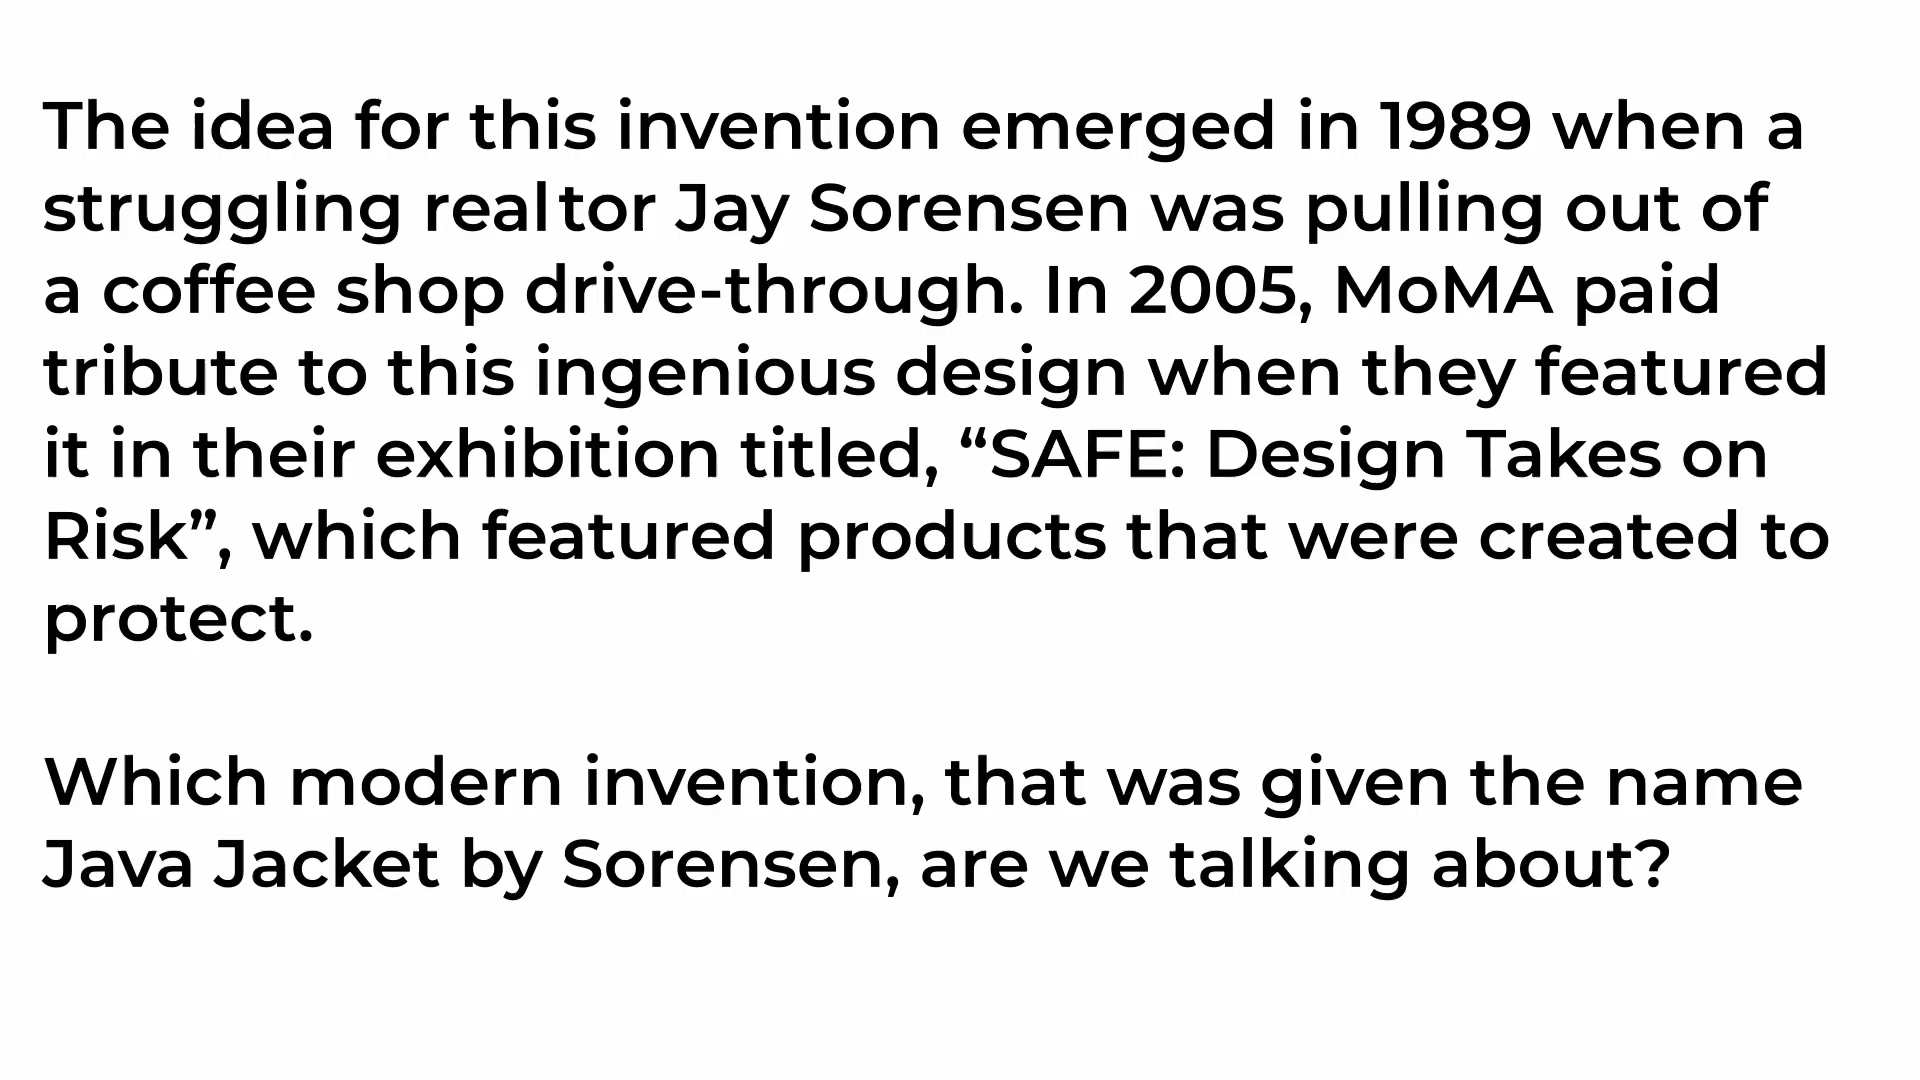 The idea for this invention emerged in 1989 when a
struggling realtor Jay Sorensen was pulling out of
a coffee shop drive-through. In 2005, MoMA paid
tribute to this ingenious design when they featured
it in their exhibition titled, “SAFE: Design Takes on
Risk”, which featured products that were created to
protect.
Which modern invention, that was given the name
Java Jacket by Sorensen, are we talking about?